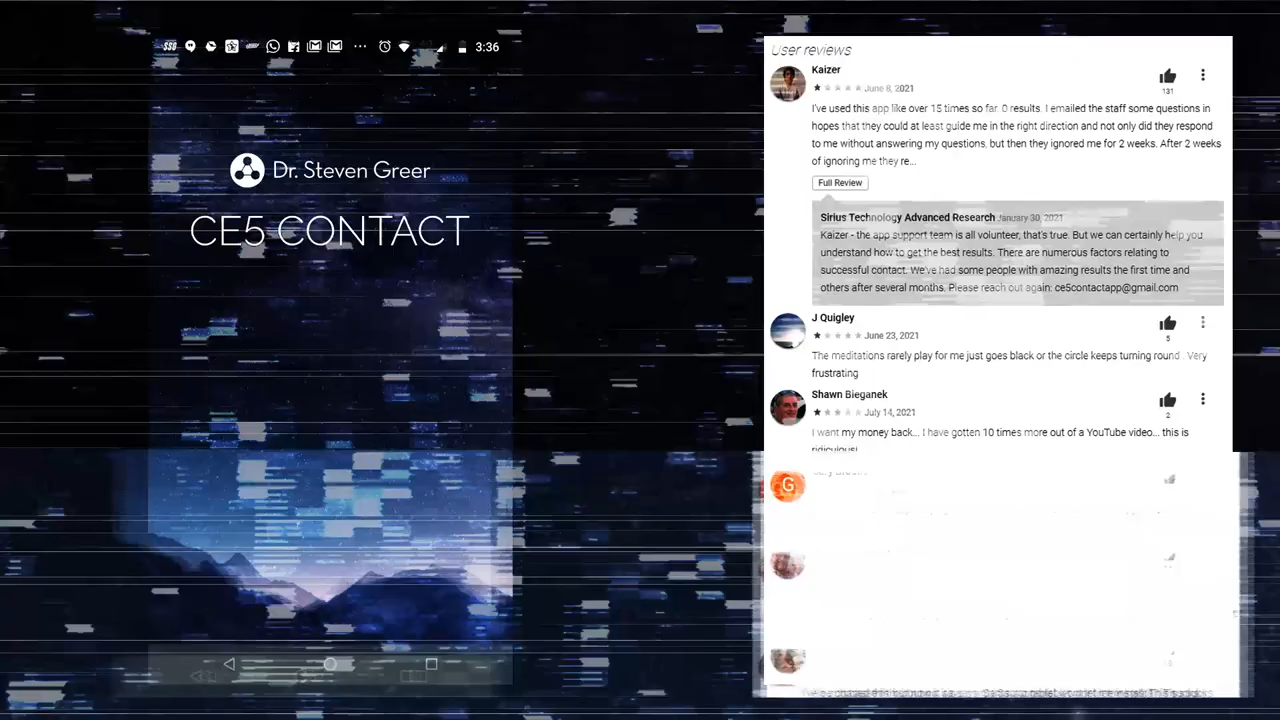 3:36
Dr. Steven Greer
CE5 CONTACT
User reviews
Kaizer
June 8, 2021
131
I've used this app like over 15 times so far. 0 results. I emailed the staff some questions in
hopes that they could at least guide me in the right direction and not only did they respond
to me without answering my questions, but then they ignored me for 2 weeks. After 2 weeks
of ignoring me they re...
Full Review
Sirius Technology Advanced Research January 30, 2021
Kaizer - the app support team is all volunteer, that's true. But we can certainly help you
understand how to get the best results. There are numerous factors relating to
successful contact. We've had some people with amazing results the first time and
others after several months. Please reach out again: ce5contactapp@gmail.com
J Quigley
June 23, 2021
5
The meditations rarely play for me just goes black or the circle keeps turning round . Very
frustrating
Shawn Bieganek
July 14, 2021
2
I want my money back... I have gotten 10 times more out of a YouTube video... this is
ridiculous!
G